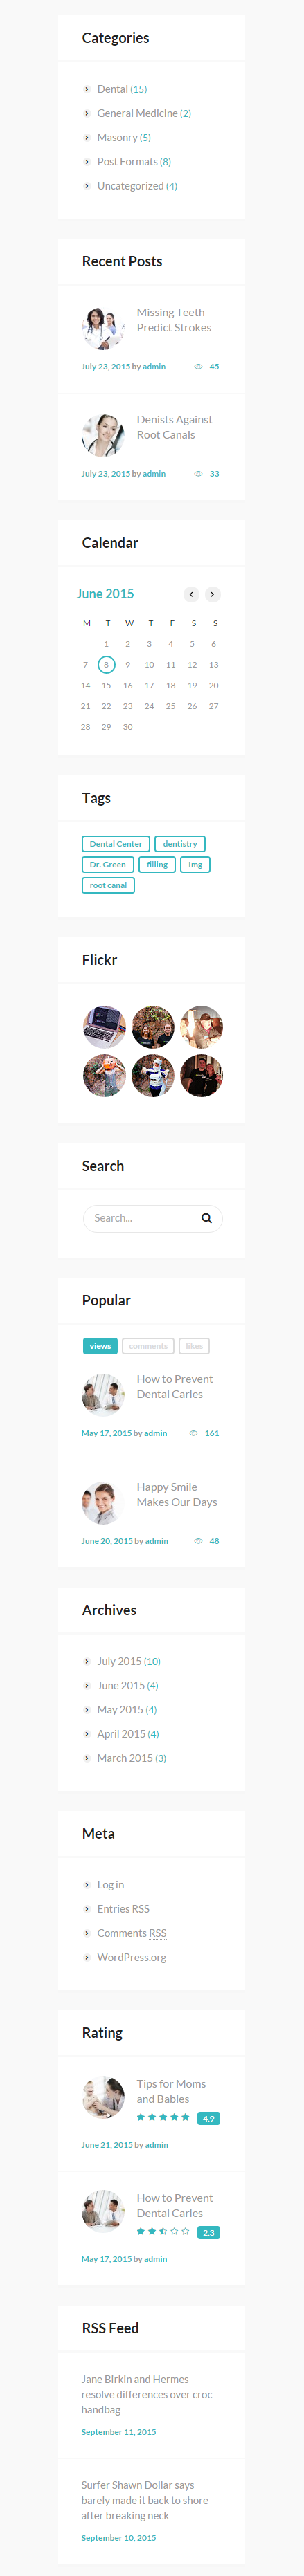 Categories
Dental (15)
General Medicine (2)
Masonry (5)
Post Formats (8)
Uncategorized (4)
Recent Posts
Missing Teeth
Predict Strokes
July 23, 2015 by admin 45
Denists Against
Root Canals
July 23, 2015 by admin 33
Calendar
June 2015
M T W T F S S
1 2 3 4 5 6
7 8 9 10 11 12 13
14 15 16 17 18 19 20
21 22 23 24 25 26 27
28 29 30
Tags
Dental Center dentistry
Dr. Green filling Img
root canal
Flickr
Search
Search...
Popular
views comments likes
How to Prevent
Dental Caries
May 17, 2015 by admin 161
Happy Smile
Makes Our Days
June 20, 2015 by admin 48
Archives
July 2015 (10)
June 2015 (4)
May 2015 (4)
April 2015 (4)
March 2015 (3)
Meta
Log in
Entries RSS
Comments RSS
WordPress.org
Rating
Tips for Moms
and Babies
4.9
June 21, 2015 by admin
How to Prevent
Dental Caries
2.3
May 17, 2015 by admin
RSS Feed
Jane Birkin and Hermes
resolve differences over croc
handbag
September 11, 2015
Surfer Shawn Dollar says
barely made it back to shore
after breaking neck
September 10, 2015